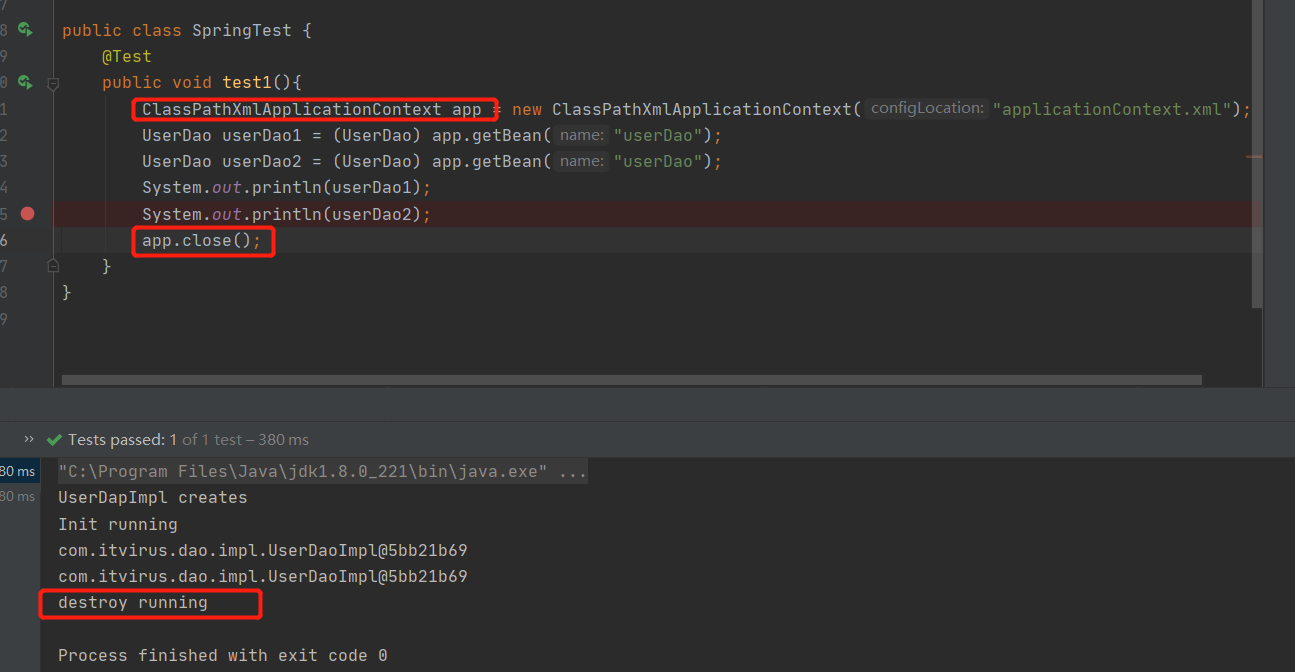 7
8 public class SpringTest {
9 @Test
0 public void test1(){
1 ClassPathXmlApplicationContext app = new ClassPathXmlApplicationContext( configLocation: "applicationContext.xml");
2 UserDao userDao1 = (UserDao) app.getBean( name: "userDao");
3 UserDao userDao2 = (UserDao) app.getBean( name: "userDao");
4 System.out.println(userDao1);
5 System.out.println(userDao2);
6 app.close();
7 }
8 }
9
» Tests passed: 1 of 1 test – 380 ms
80 ms "C:\Program Files\Java\jdk1.8.0_221\bin\java.exe" ...
80 ms UserDapImpl creates
Init running
com.itvirus.dao.impl.UserDaoImpl@5bb21b69
com.itvirus.dao.impl.UserDaoImpl@5bb21b69
destroy running
Process finished with exit code 0